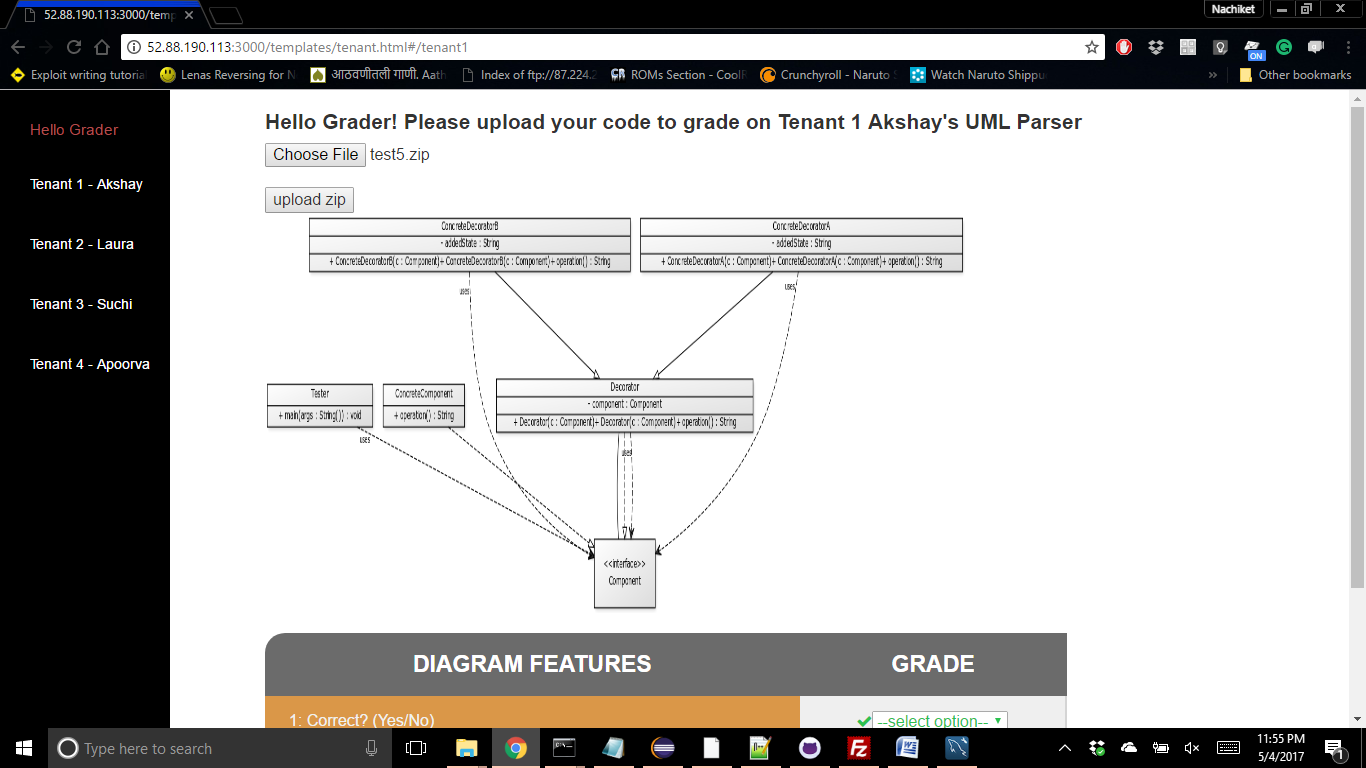 Nachiket
52.88.190.113:3000/temp
52.88.190.113:3000/templates/tenant.html#/tenant1
ON
Exploit writing tutoria
Lenas Reversing for N
आठवणीतली गाणी. Aath
Index of ftp://87.224.2
CR ROMs Section - CoolR
Crunchyroll - Naruto S
Watch Naruto Shippu
»
Other bookmarks
Hello Grader
Tenant 1 - Akshay
Tenant 2 - Laura
Tenant 3 - Suchi
Tenant 4 - Apoorva
Hello Grader! Please upload your code to grade on Tenant 1 Akshay's UML Parser
Choose File test5.zip
upload zip
ConcreteDecoratorB
- addedState : String
+ ConcreteDecoratorB(c : Component)+ ConcreteDecoratorB(c : Component)+ operation() : String
ConcreteDecoratorA
- addedState : String
+ ConcreteDecoratorA(c : Component)+ ConcreteDecoratorA(c : Component)+ operation() : String
uses
uses
Tester
+ main(args : String[]) : void
ConcreteComponent
+ operation() : String
Decorator
- component : Component
+ Decorator(c : Component)+ Decorator(c : Component)+ operation() : String
uses
uses
<<interface>>
Component
DIAGRAM FEATURES
GRADE
1: Correct? (Yes/No)
--select option--
Type here to search
Fz
W
11:55 PM
5/4/2017
1